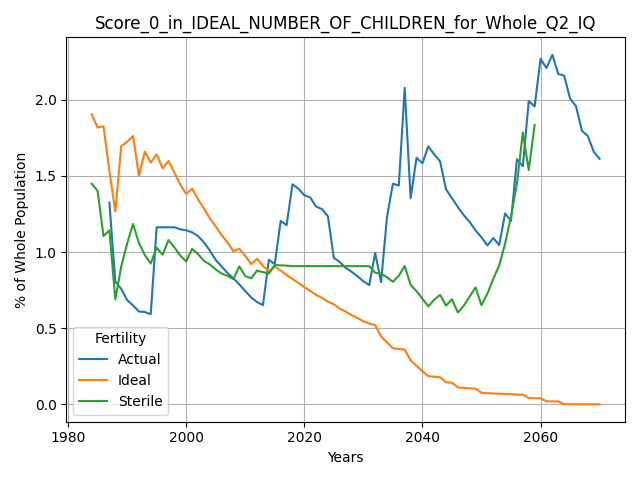 Score_0_in_IDEAL_NUMBER_OF_CHILDREN_for_Whole_Q2_IQ
% of Whole Population
2.0
1.5
1.0
0.5
0.0
Fertility
Actual
Ideal
Sterile
1980
2000
2020
2040
2060
Years